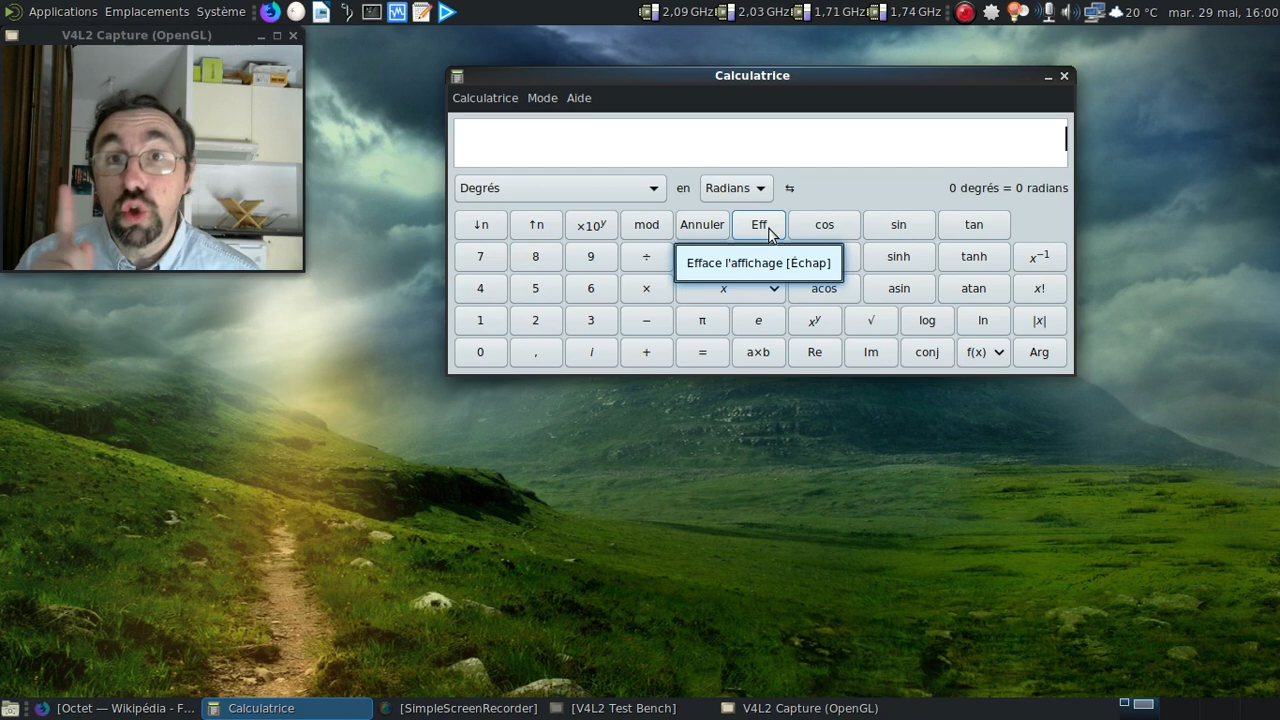 Applications Emplacements Système
2,09 GHz 2,03 GHz 1,71 GHz 1,74 GHz 20 °C mar. 29 mai, 16:00
V4L2 Capture (OpenGL)
Calculatrice
Calculatrice Mode Aide
Degrés en Radians ⇆ 0 degrés = 0 radians
↓n ↑n ×10^y mod Annuler Eff cos sin tan
7 8 9 ÷ sinh tanh x⁻¹
Efface l'affichage [Échap]
4 5 6 × x acos asin atan x!
1 2 3 − π e x^y √ log ln |x|
0 , i + = a×b Re Im conj f(x) Arg
[Octet — Wikipédia - F... Calculatrice [SimpleScreenRecorder] [V4L2 Test Bench] V4L2 Capture (OpenGL)